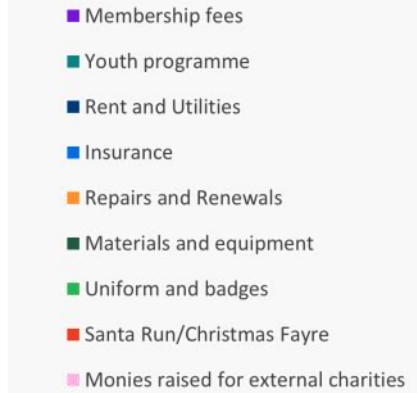 Membership fees
Youth programme
Rent and Utilities
Insurance
Repairs and Renewals
Materials and equipment
Uniform and badges
Santa Run/Christmas Fayre
Monies raised for external charities